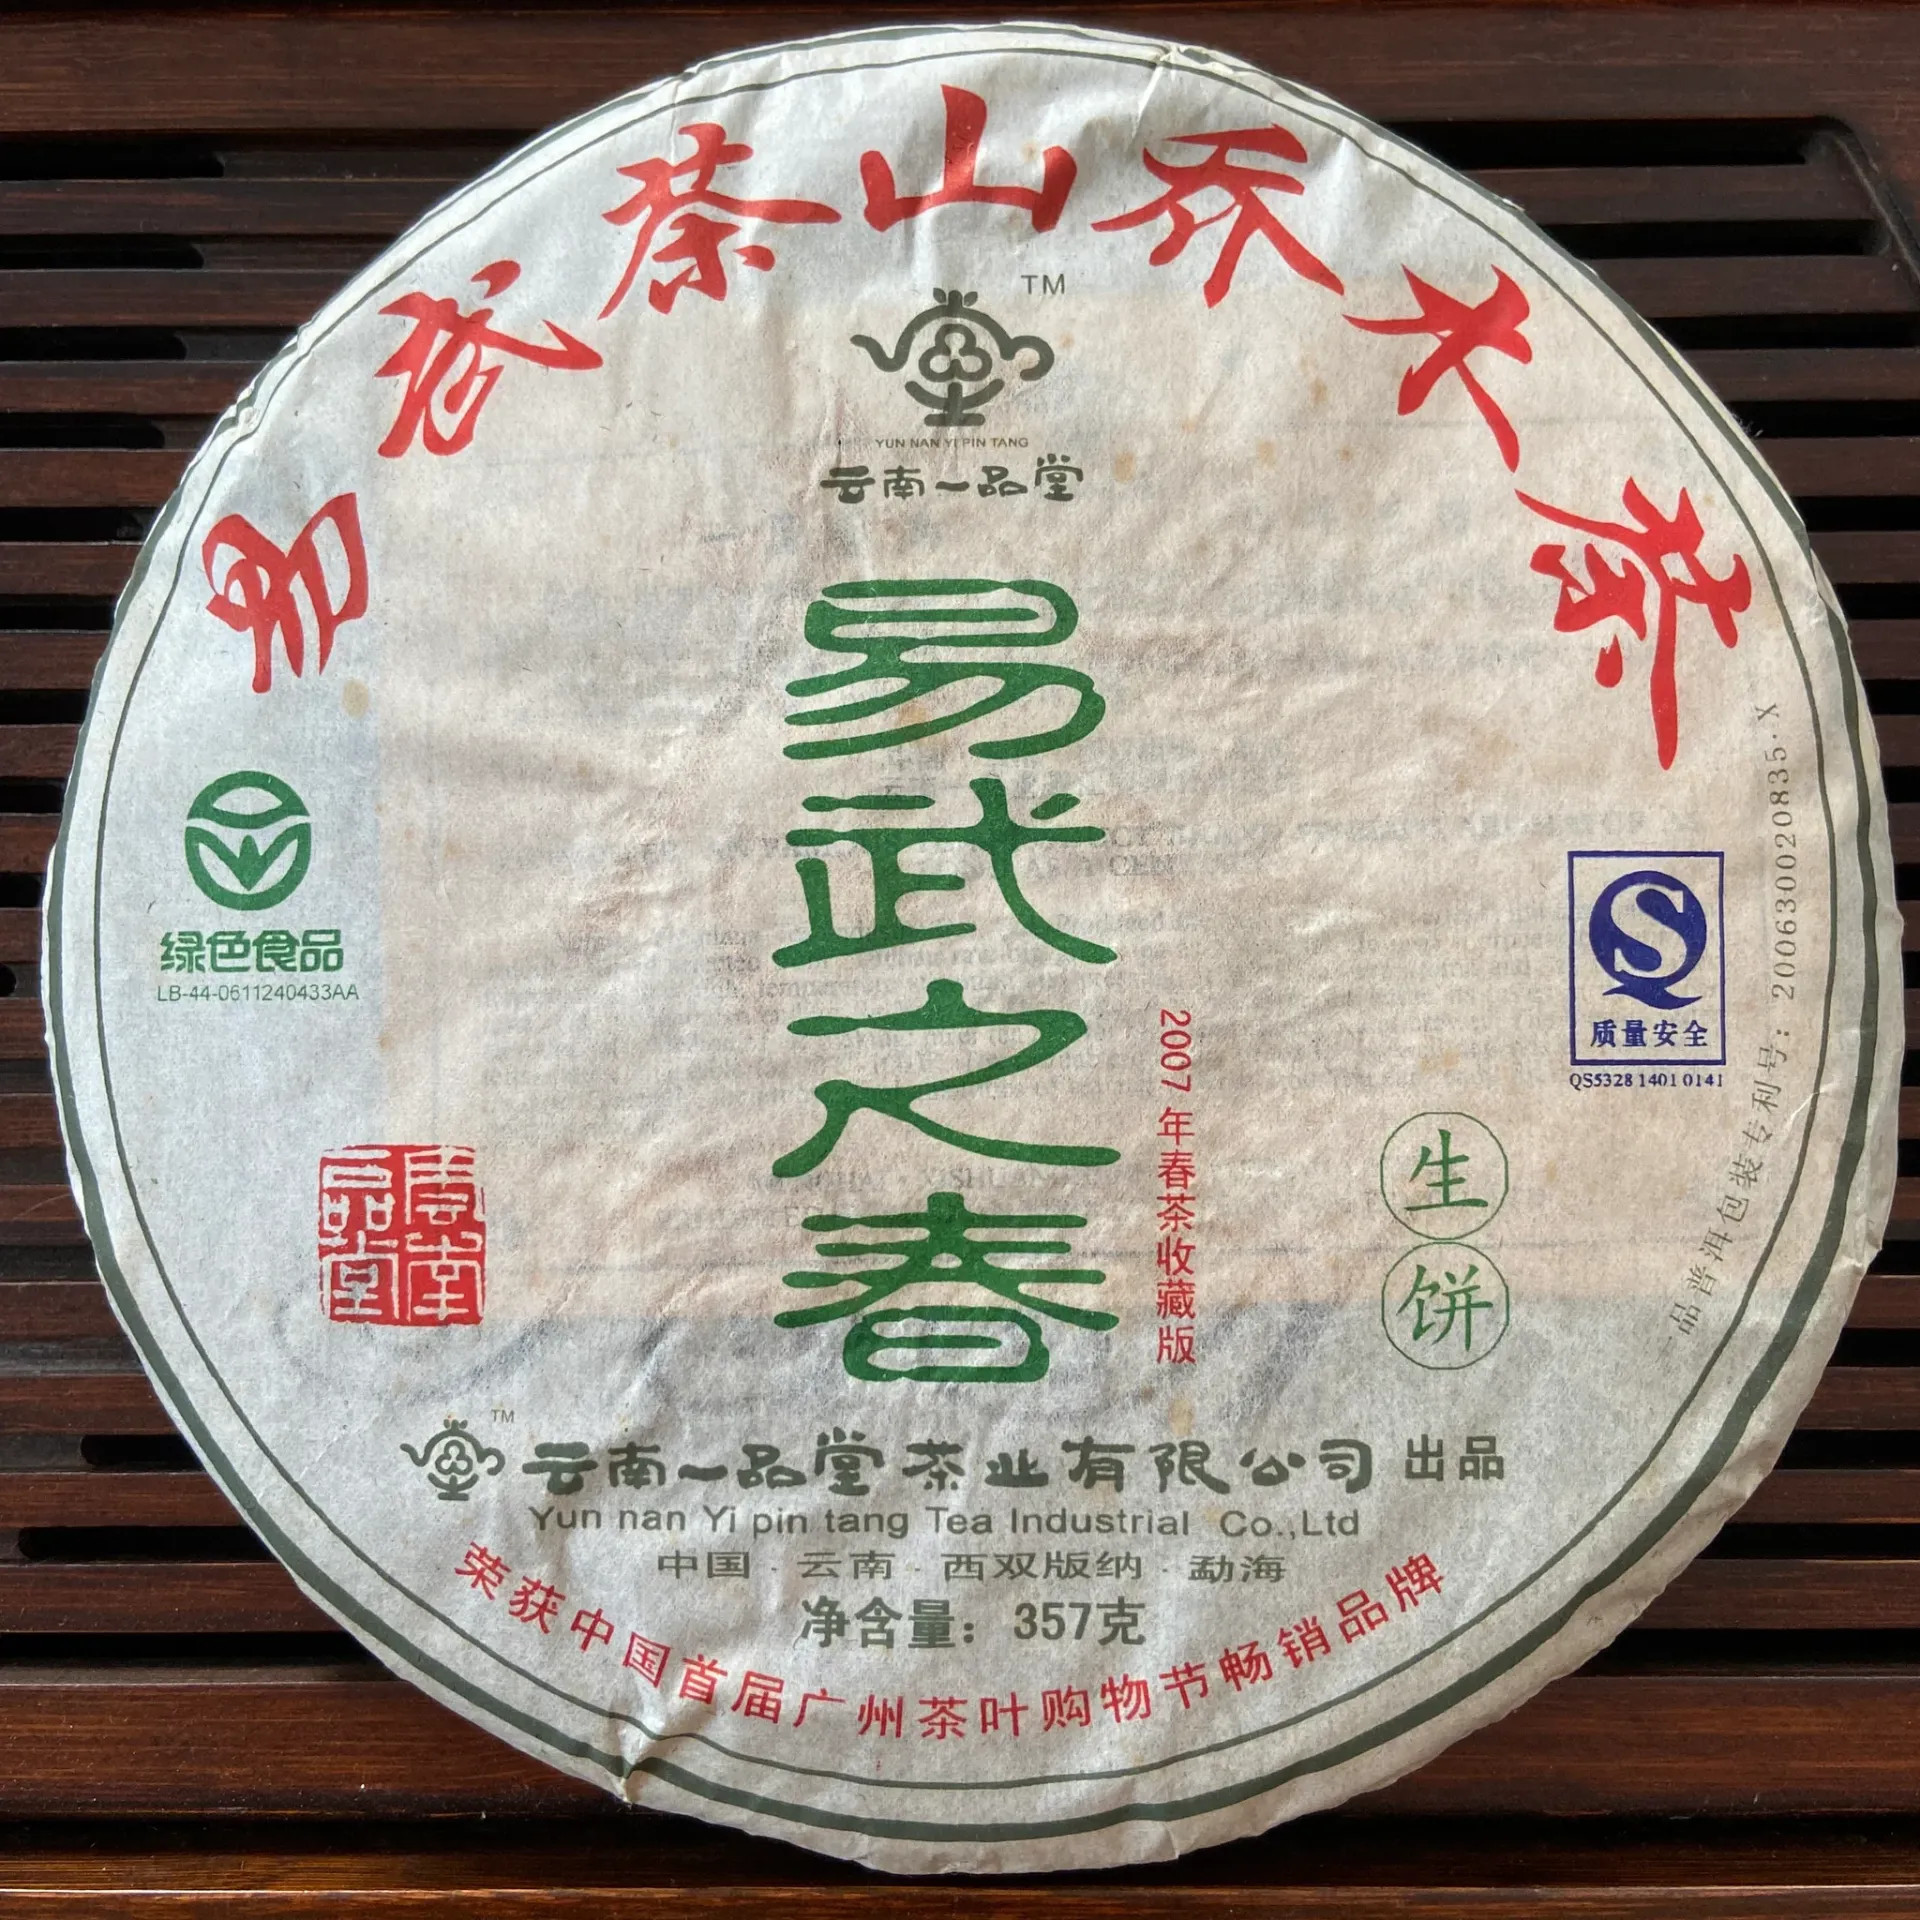 易武茶山乔木茶
TM
YUN NAN YI PIN TANG
云南一品堂
易武之春
2007年春茶收藏版
绿色食品
LB-44-0611240433AA
质量安全
QS5328 1401 0141
生饼
一品普洱包装专利号：200630020835.X
云南一品堂
TM
云南一品堂茶业有限公司 出品
Yun nan Yi pin tang Tea Industrial Co.,Ltd
中国·云南·西双版纳·勐海
净含量：357克
荣获中国首届广州茶叶购物节畅销品牌